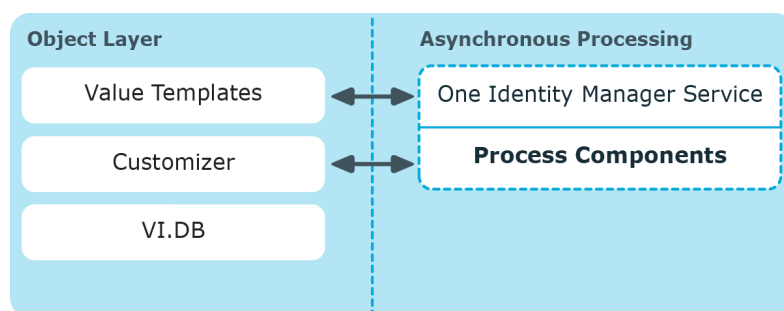 Object Layer
Value Templates
Customizer
VI.DB
Asynchronous Processing
One Identity Manager Service
Process Components